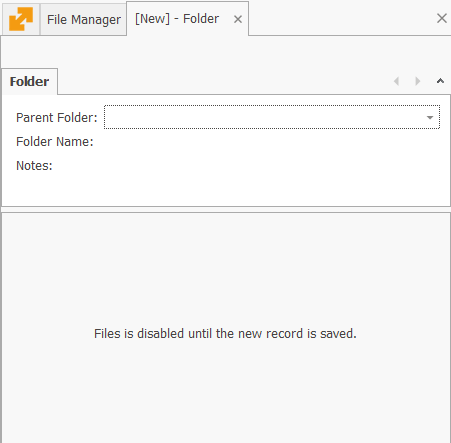 File Manager
[New] - Folder
Folder
Parent Folder:
Folder Name:
Notes:
Files is disabled until the new record is saved.